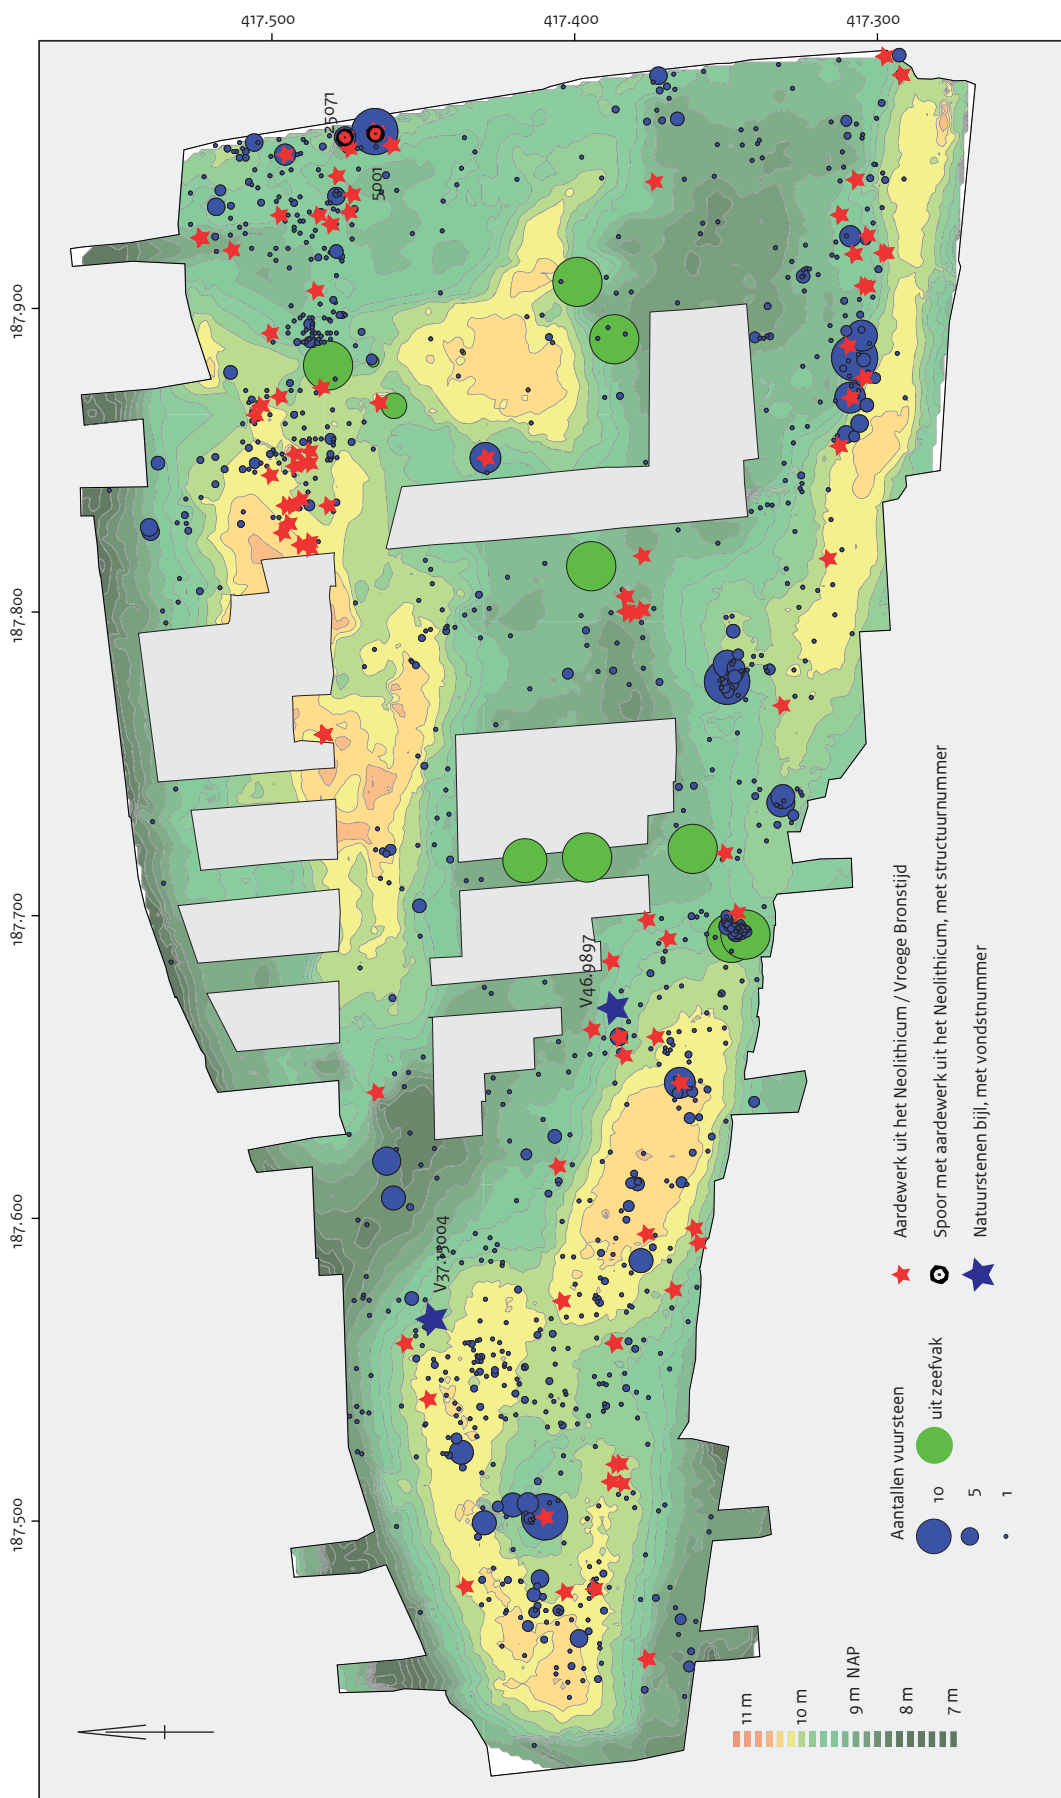 417.500
417.400
417.300
187.900
187.800
187.700
187.600
187.500
25071
5001
V46.9897
V37.15004
Aardewerk uit het Neolithicum / Vroege Bronstijd
Spoor met aardewerk uit het Neolithicum, met structuurnummer
Natuurstenen bijl, met vondstnummer
Aantallen vuursteen
10
uit zeefvak
5
1
11 m
10 m
9 m NAP
8 m
7 m